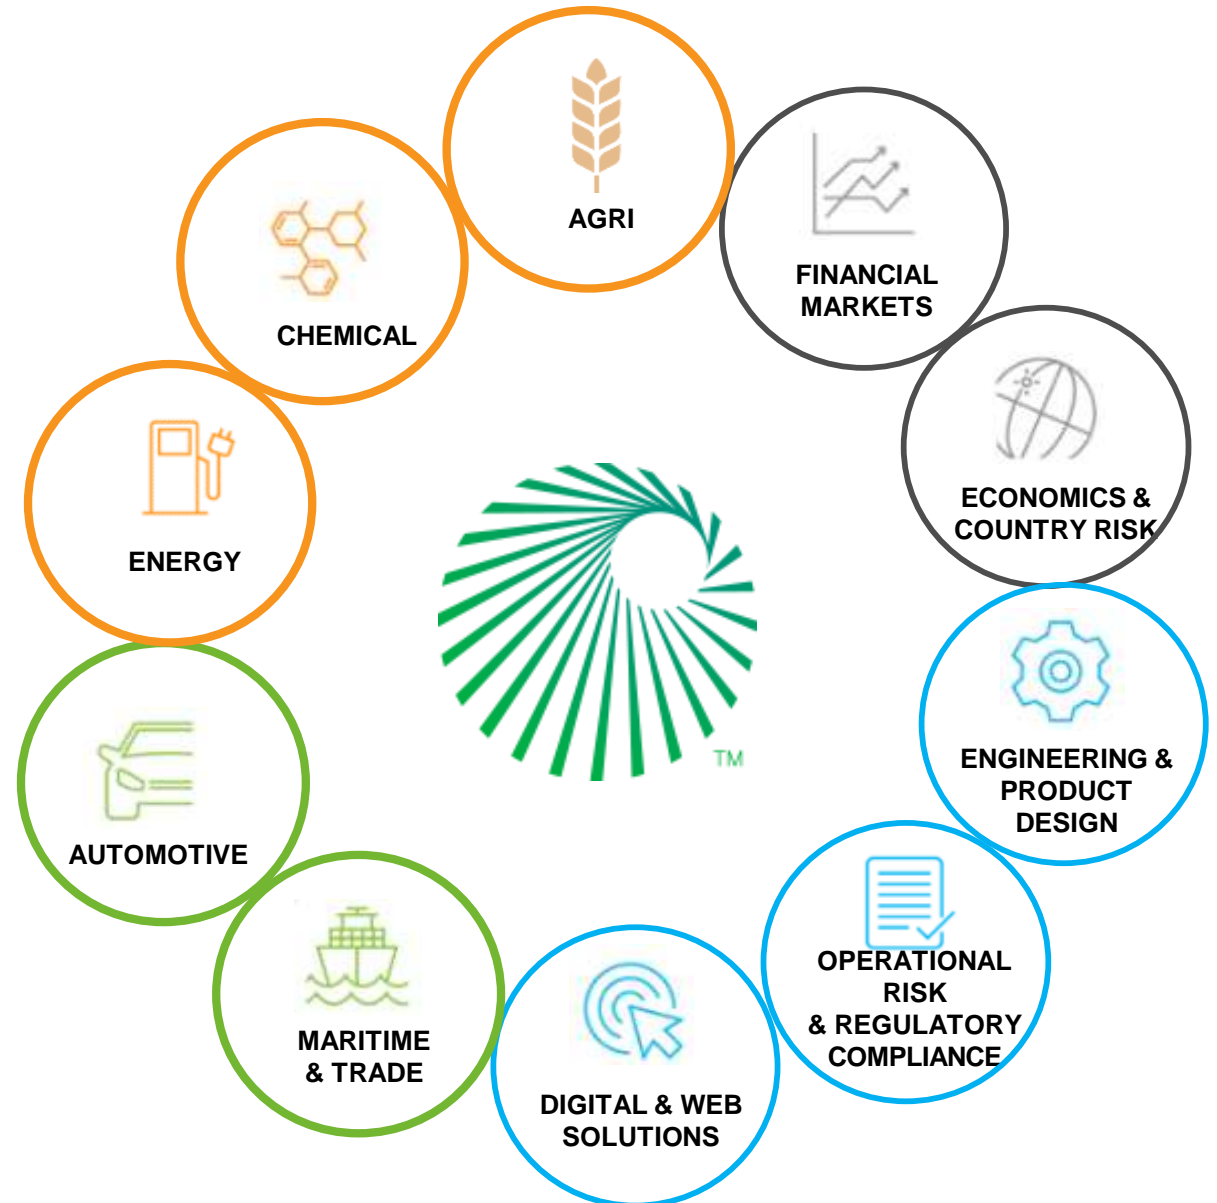 AGRI
FINANCIAL
MARKETS
CHEMICAL
ECONOMICS &
COUNTRY RISK
ENERGY
TM
ENGINEERING &
PRODUCT
DESIGN
AUTOMOTIVE
OPERATIONAL
RISK
& REGULATORY
COMPLIANCE
MARITIME
& TRADE
DIGITAL & WEB
SOLUTIONS